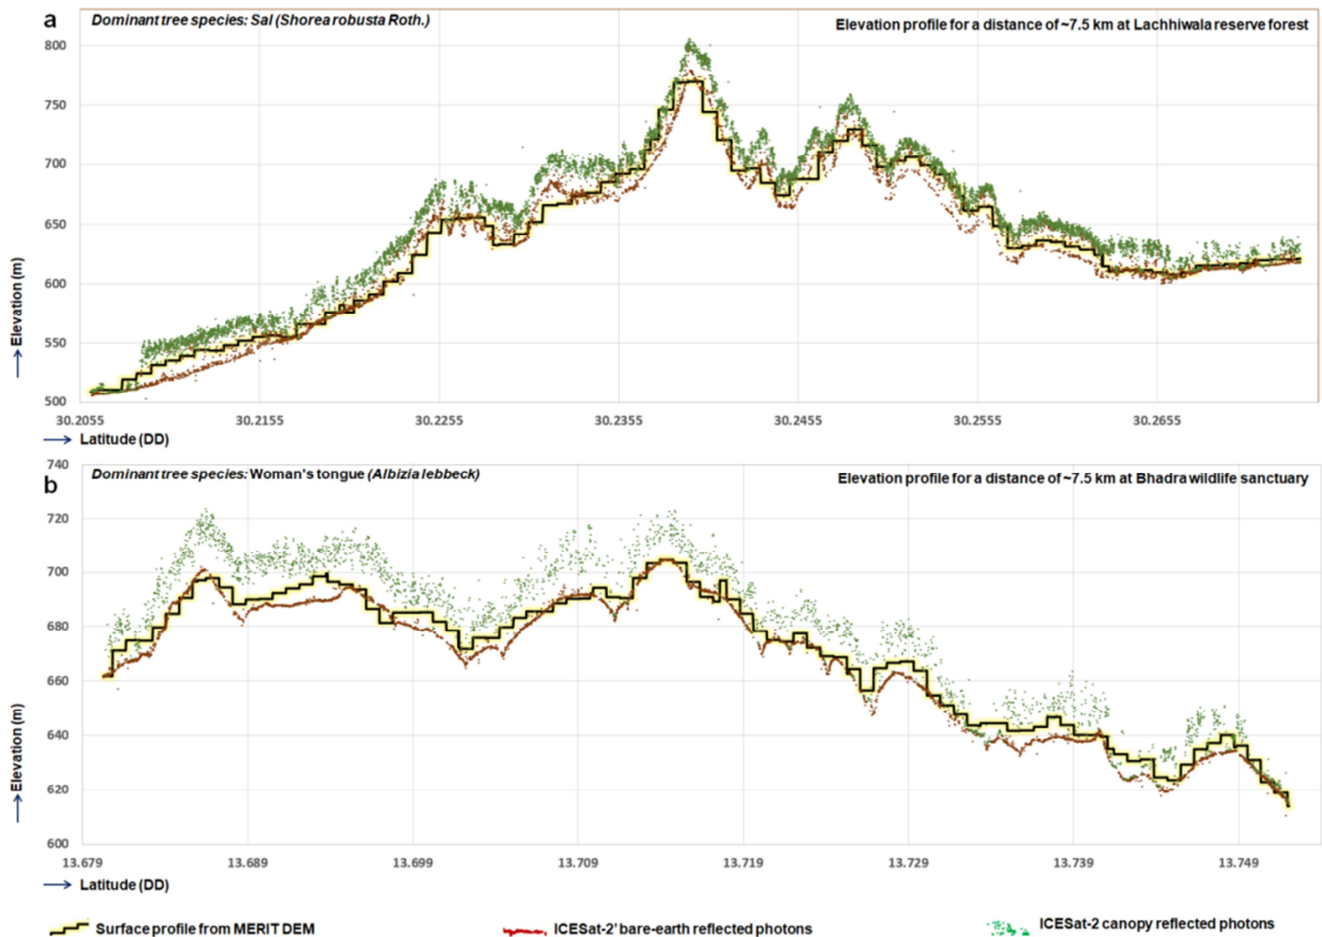 a
Dominant tree species: Sal (Shorea robusta Roth.)
Elevation profile for a distance of ~7.5 km at Lachhiwala reserve forest
800
750
700
650
600
550
500
Elevation (m)
30.2055 30.2155 30.2255 30.2355 30.2455 30.2555 30.2655
Latitude (DD)
b
Dominant tree species: Woman's tongue (Albizia lebbeck)
Elevation profile for a distance of ~7.5 km at Bhadra wildlife sanctuary
740
720
700
680
660
640
620
600
Elevation (m)
13.679 13.689 13.699 13.709 13.719 13.729 13.739 13.749
Latitude (DD)
Surface profile from MERIT DEM
ICESat-2' bare-earth reflected photons
ICESat-2 canopy reflected photons